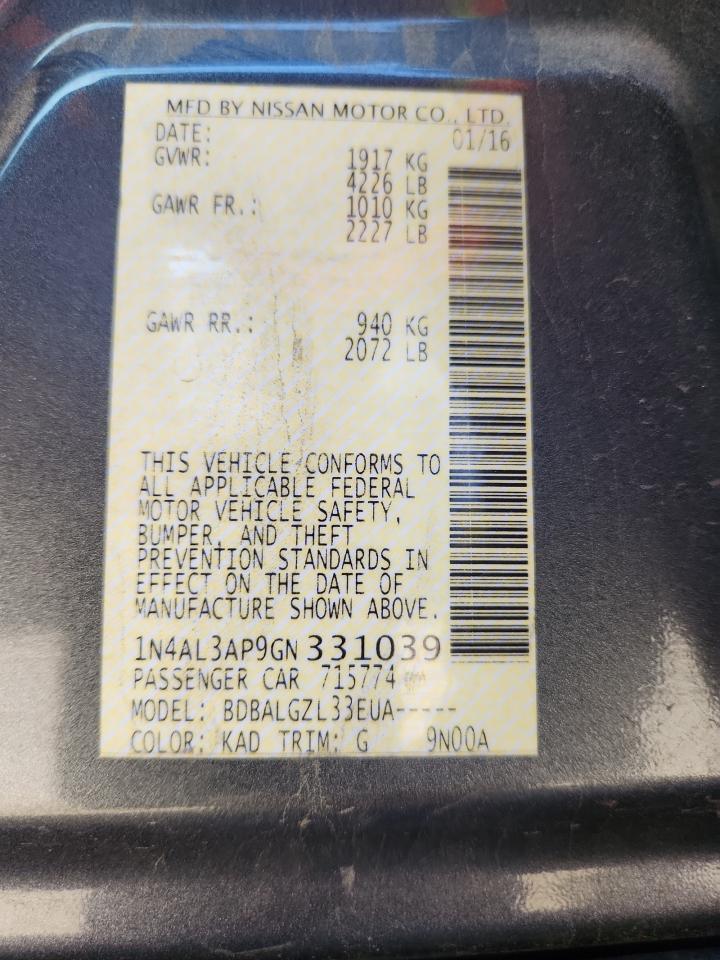 MFD BY NISSAN MOTOR CO., LTD.
DATE: 01/16
GVWR: 1917 KG
4226 LB
GAWR FR.: 1010 KG
2227 LB
GAWR RR.: 940 KG
2072 LB
THIS VEHICLE CONFORMS TO
ALL APPLICABLE FEDERAL
MOTOR VEHICLE SAFETY,
BUMPER, AND THEFT
PREVENTION STANDARDS IN
EFFECT ON THE DATE OF
MANUFACTURE SHOWN ABOVE.
1N4AL3AP9GN331039
PASSENGER CAR 715774
MODEL: BDBALGZL33EUA-----
COLOR: KAD TRIM: G 9N00A